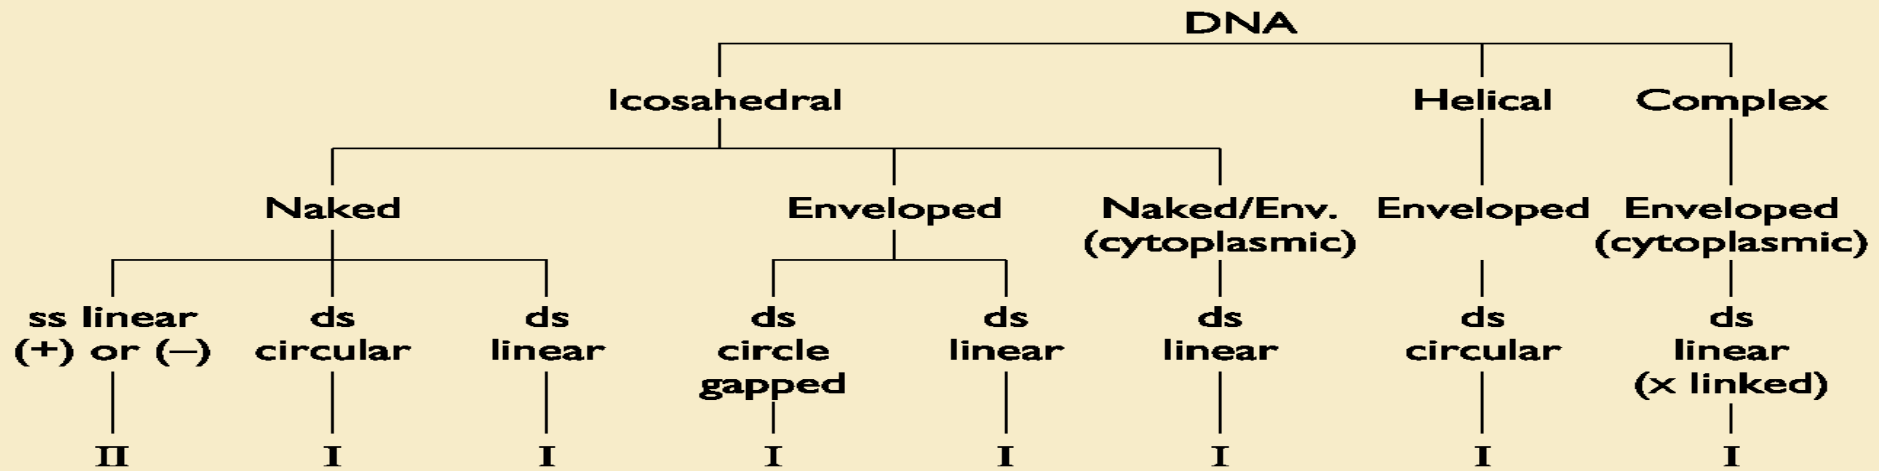 DNA
Icosahedral Helical Complex
Naked Enveloped Naked/Env. Enveloped Enveloped
(cytoplasmic) (cytoplasmic)
ss linear ds ds ds ds ds ds ds
(+) or (–) circular linear circle linear linear circular linear
gapped (x linked)
II I I I I I I I